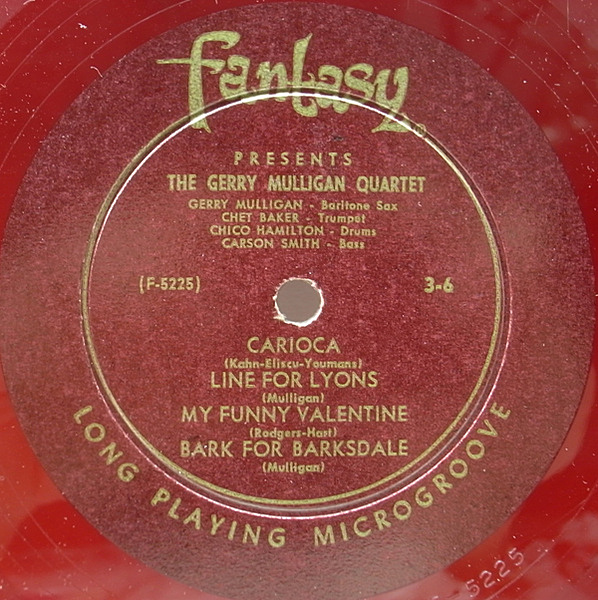 fantasy
PRESENTS
THE GERRY MULLIGAN QUARTET
GERRY MULLIGAN - Baritone Sax
CHET BAKER - Trumpet
CHICO HAMILTON - Drums
CARSON SMITH - Bass
(F-5225) 3-6
CARIOCA
(Kahn-Eliscu-Youmans)
LINE FOR LYONS
(Mulligan)
MY FUNNY VALENTINE
(Rodgers-Hast)
BARK FOR BARKSDALE
(Mulligan)
LONG PLAYING MICROGROOVE
5225